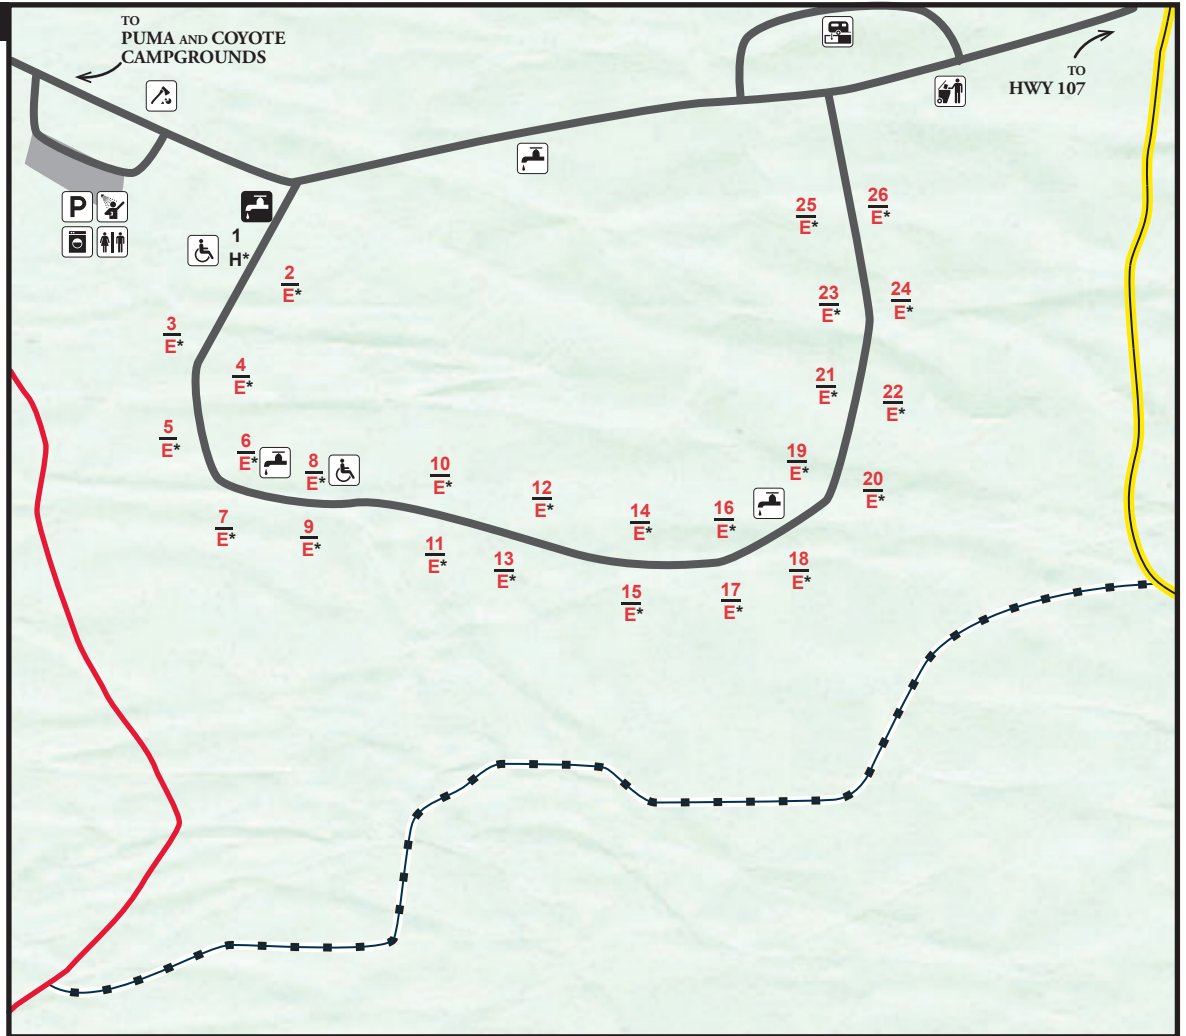 TO
PUMA AND COYOTE
CAMPGROUNDS
TO
HWY 107
P
1
H*
2
E*
3
E*
4
E*
5
E*
6
E*
7
E*
8
E*
9
E*
10
E*
11
E*
12
E*
13
E*
14
E*
15
E*
16
E*
17
E*
18
E*
19
E*
20
E*
21
E*
22
E*
23
E*
24
E*
25
E*
26
E*